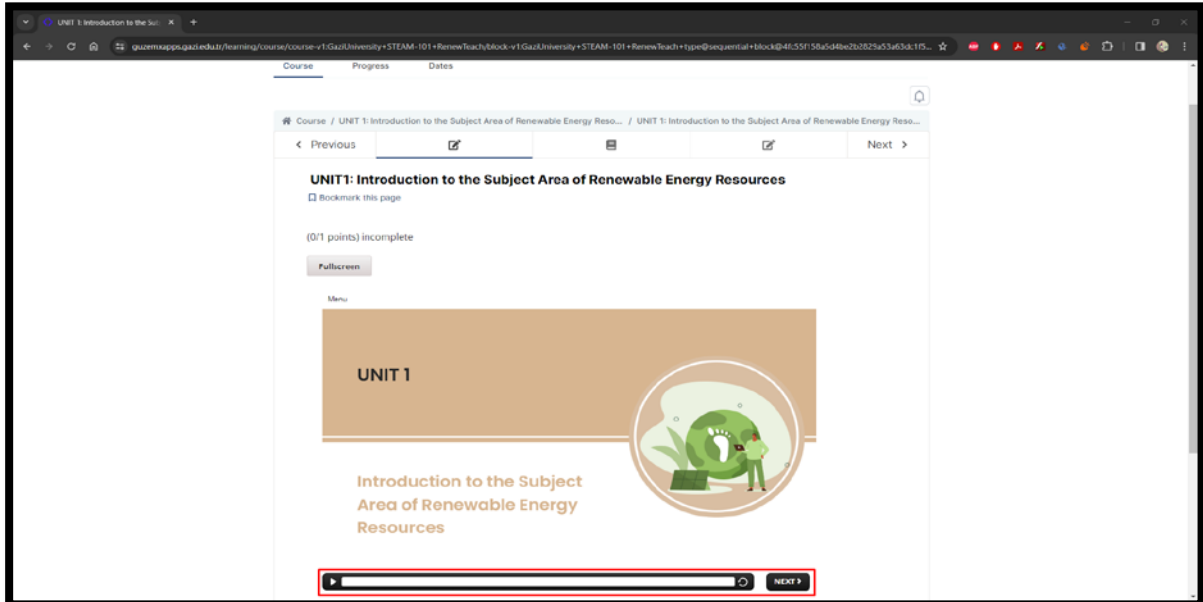 UNIT 1: Introduction to the Sub
guzemxapps.gazi.edu.tr/learning/course/course-v1:GaziUniversity+STEAM-101+RenewTeach/block-v1:GaziUniversity+STEAM-101+RenewTeach+type@sequential+block@
Course Progress Dates
Course / UNIT 1: Introduction to the Subject Area of Renewable Energy Reso... / UNIT 1: Introduction to the Subject Area of Renewable Energy Reso...
Previous Next
UNIT1: Introduction to the Subject Area of Renewable Energy Resources
Bookmark this page
(0/1 points) incomplete
Fullscreen
Menu
UNIT 1
Introduction to the Subject
Area of Renewable Energy
Resources
NEXT